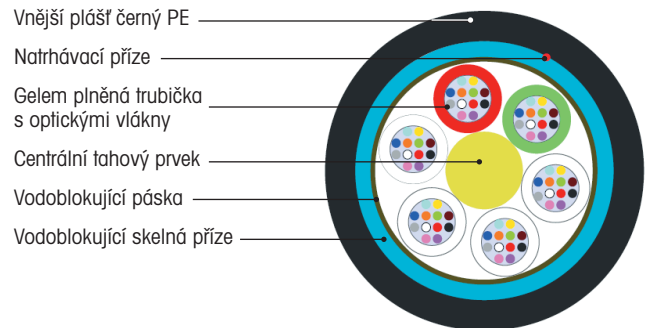 Vnější plášť černý PE
Natrhávací příze
Gelem plněná trubička
s optickými vlákny
Centrální tahový prvek
Vodoblokující páska
Vodoblokující skelná příze